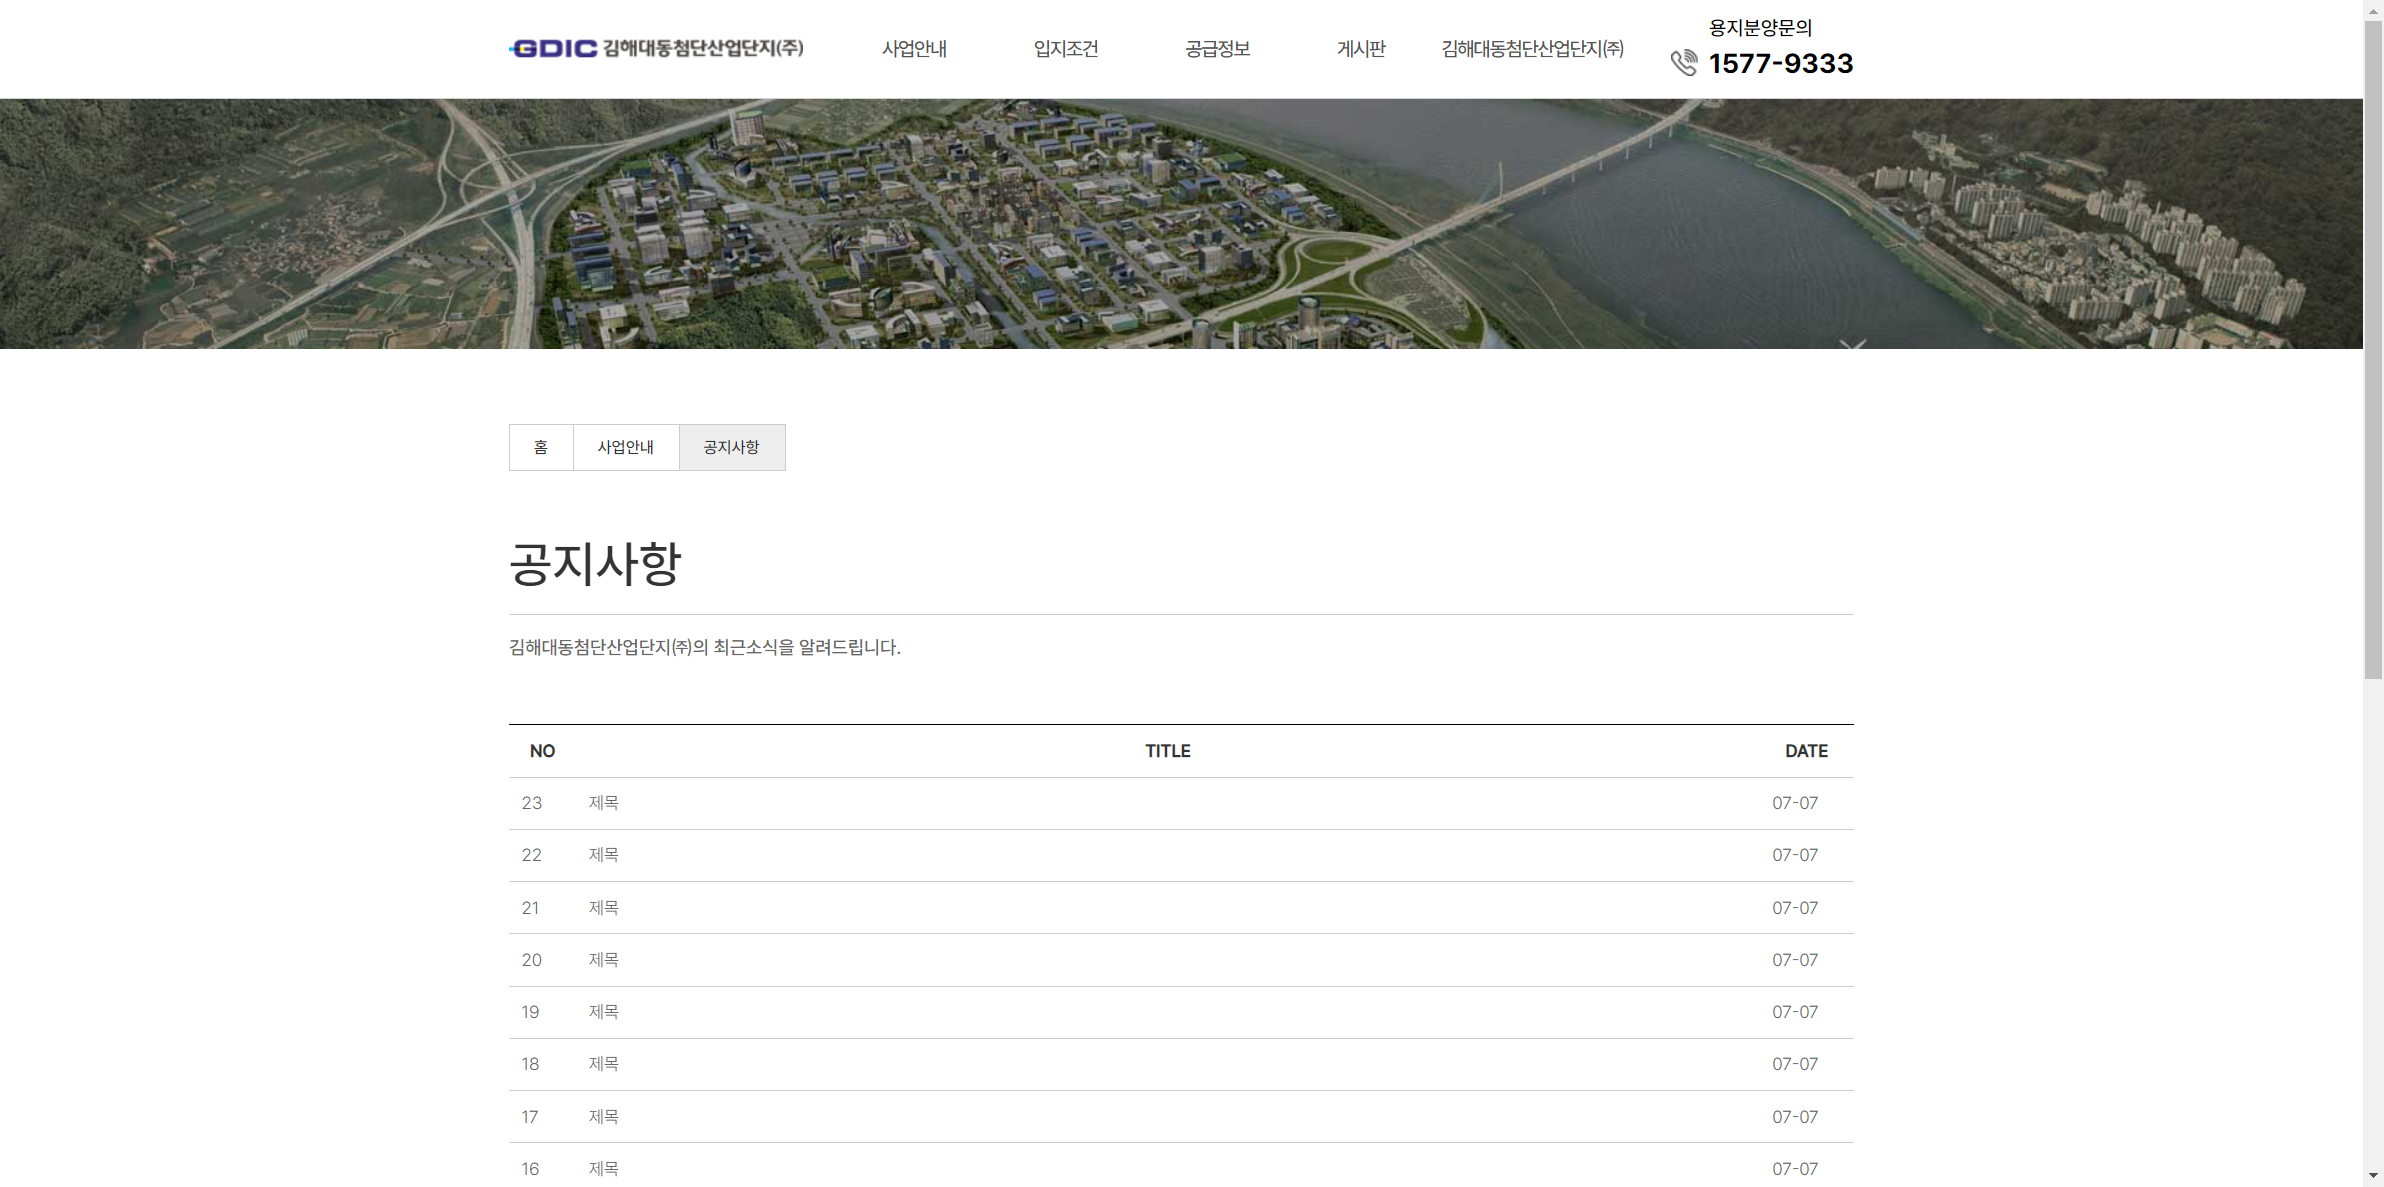 GDIC 김해대동첨단산업단지(주)
사업안내
입지조건
공급정보
게시판
김해대동첨단산업단지㈜
용지분양문의
1577-9333
홈
사업안내
공지사항
공지사항
김해대동첨단산업단지㈜의 최근소식을 알려드립니다.
NO TITLE DATE
23 제목 07-07
22 제목 07-07
21 제목 07-07
20 제목 07-07
19 제목 07-07
18 제목 07-07
17 제목 07-07
16 제목 07-07